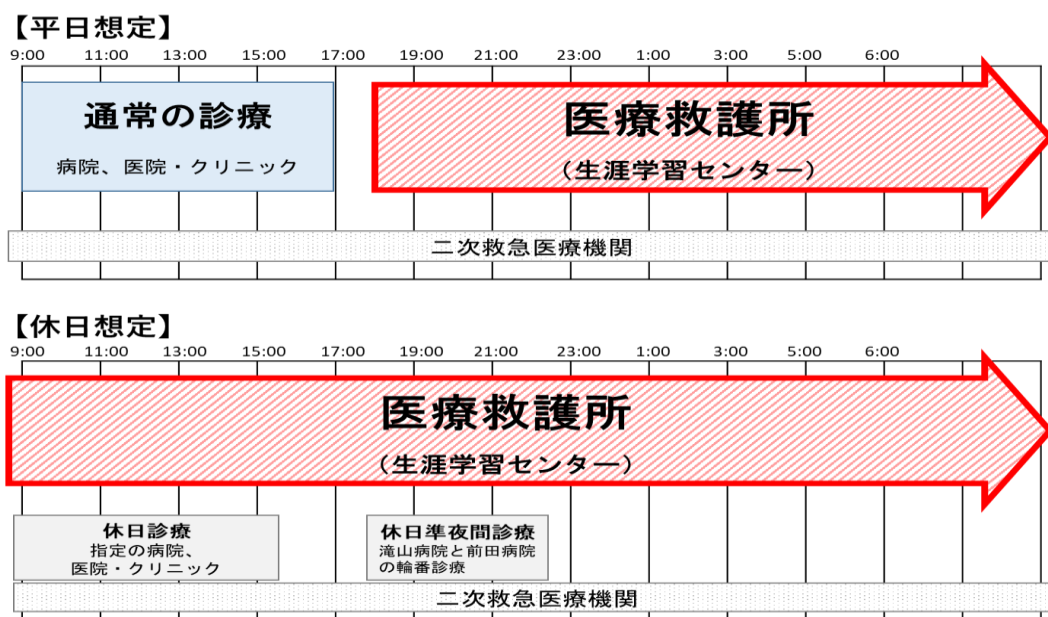 【平日想定】
9:00 11:00 13:00 15:00 17:00 19:00 21:00 23:00 1:00 3:00 5:00 6:00
通常の診療
病院、医院・クリニック
医療救護所
（生涯学習センター）
二次救急医療機関
【休日想定】
9:00 11:00 13:00 15:00 17:00 19:00 21:00 23:00 1:00 3:00 5:00 6:00
医療救護所
（生涯学習センター）
休日診療
指定の病院、
医院・クリニック
休日準夜間診療
滝山病院と前田病院
の輪番診療
二次救急医療機関